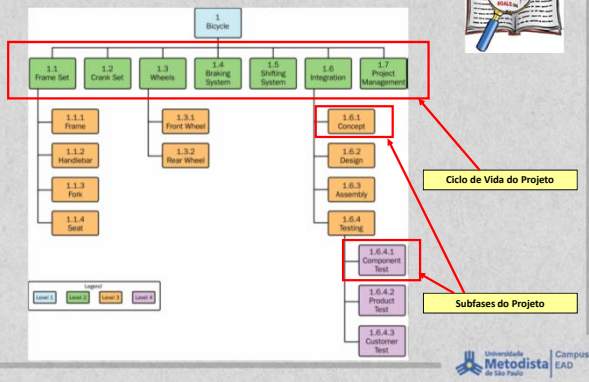 GOALS
1
Bicycle
1.1
Frame Set
1.2
Crank Set
1.3
Wheels
1.4
Braking
System
1.5
Shifting
System
1.6
Integration
1.7
Project
Management
1.1.1
Frame
1.1.2
Handlebar
1.1.3
Fork
1.1.4
Seat
1.3.1
Front Wheel
1.3.2
Rear Wheel
1.6.1
Concept
1.6.2
Design
1.6.3
Assembly
1.6.4
Testing
1.6.4.1
Component
Test
1.6.4.2
Product
Test
1.6.4.3
Customer
Test
Ciclo de Vida do Projeto
Subfases do Projeto
Legend
Level 1
Level 2
Level 3
Level 4
Universidade
Metodista
de São Paulo
Campus
EAD